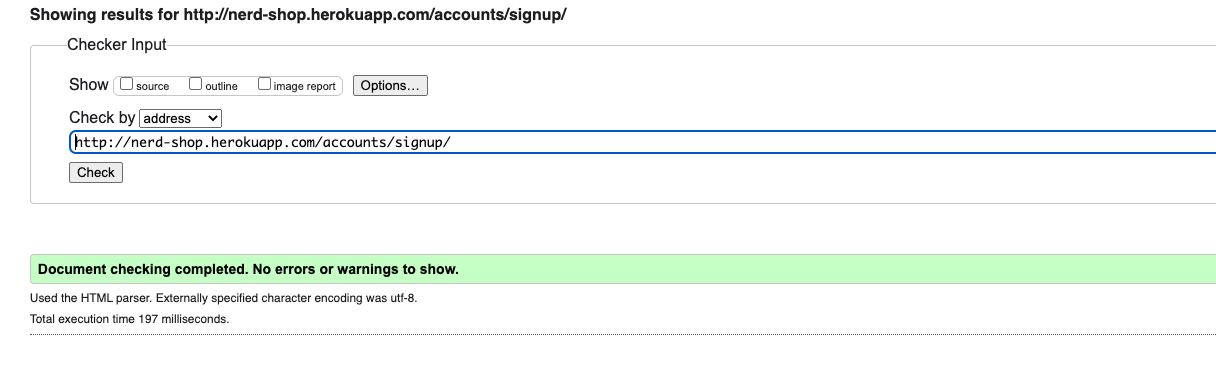 Showing results for http://nerd-shop.herokuapp.com/accounts/signup/
Checker Input
Show source outline image report Options...
Check by address
http://nerd-shop.herokuapp.com/accounts/signup/
Check
Document checking completed. No errors or warnings to show.
Used the HTML parser. Externally specified character encoding was utf-8.
Total execution time 197 milliseconds.